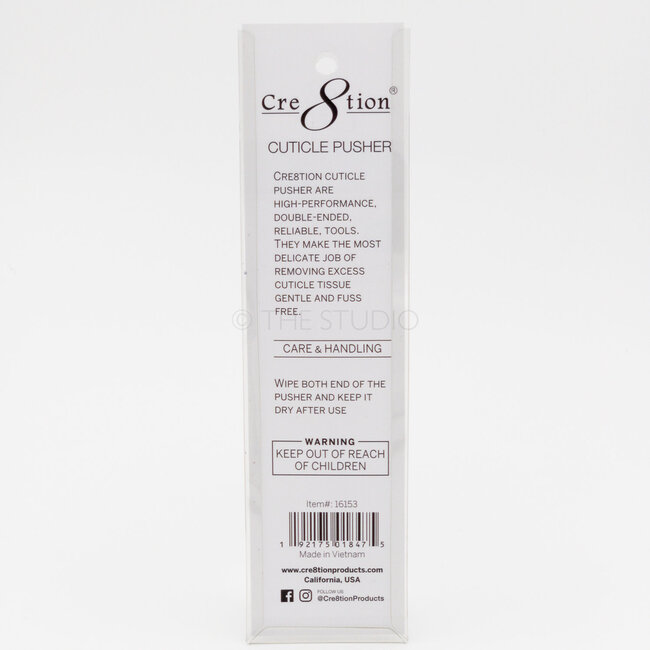 Cre8tion®
CUTICLE PUSHER
CRE8TION CUTICLE
PUSHER ARE
HIGH-PERFORMANCE,
DOUBLE-ENDED,
RELIABLE, TOOLS.
THEY MAKE THE MOST
DELICATE JOB OF
REMOVING EXCESS
CUTICLE TISSUE
GENTLE AND FUSS
FREE.
© THE STUDIO
CARE & HANDLING
WIPE BOTH END OF THE
PUSHER AND KEEP IT
DRY AFTER USE
WARNING
KEEP OUT OF REACH
OF CHILDREN
Item#: 16153
1 92175 01847 5
Made in Vietnam
www.cre8tionproducts.com
California, USA
FOLLOW US
@Cre8tionProducts